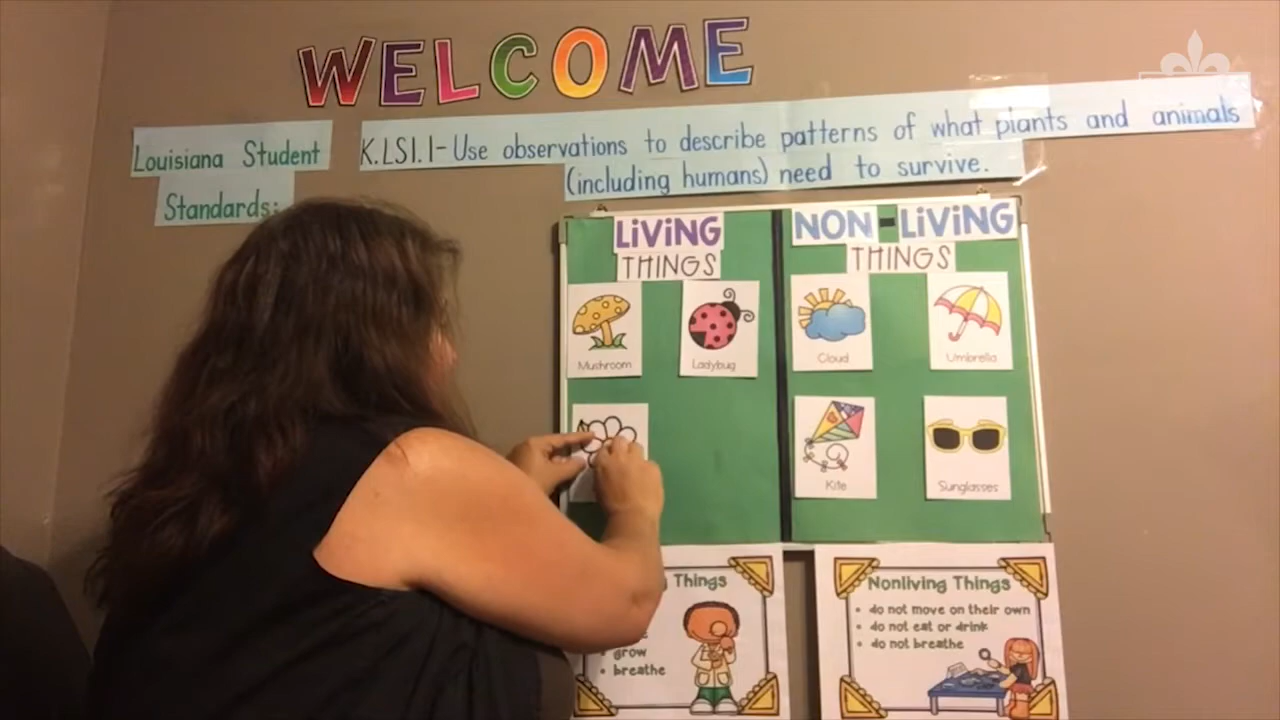 WELCOME
Louisiana Student
Standards:
K.LS1.1- Use observations to describe patterns of what plants and animals
(including humans) need to survive.
LiViNG
THINGS
NON-LiViNG
THINGS
Mushroom
Ladybug
Cloud
Umbrella
Kite
Sunglasses
Things
grow
breathe
Nonliving Things
• do not move on their own
• do not eat or drink
• do not breathe